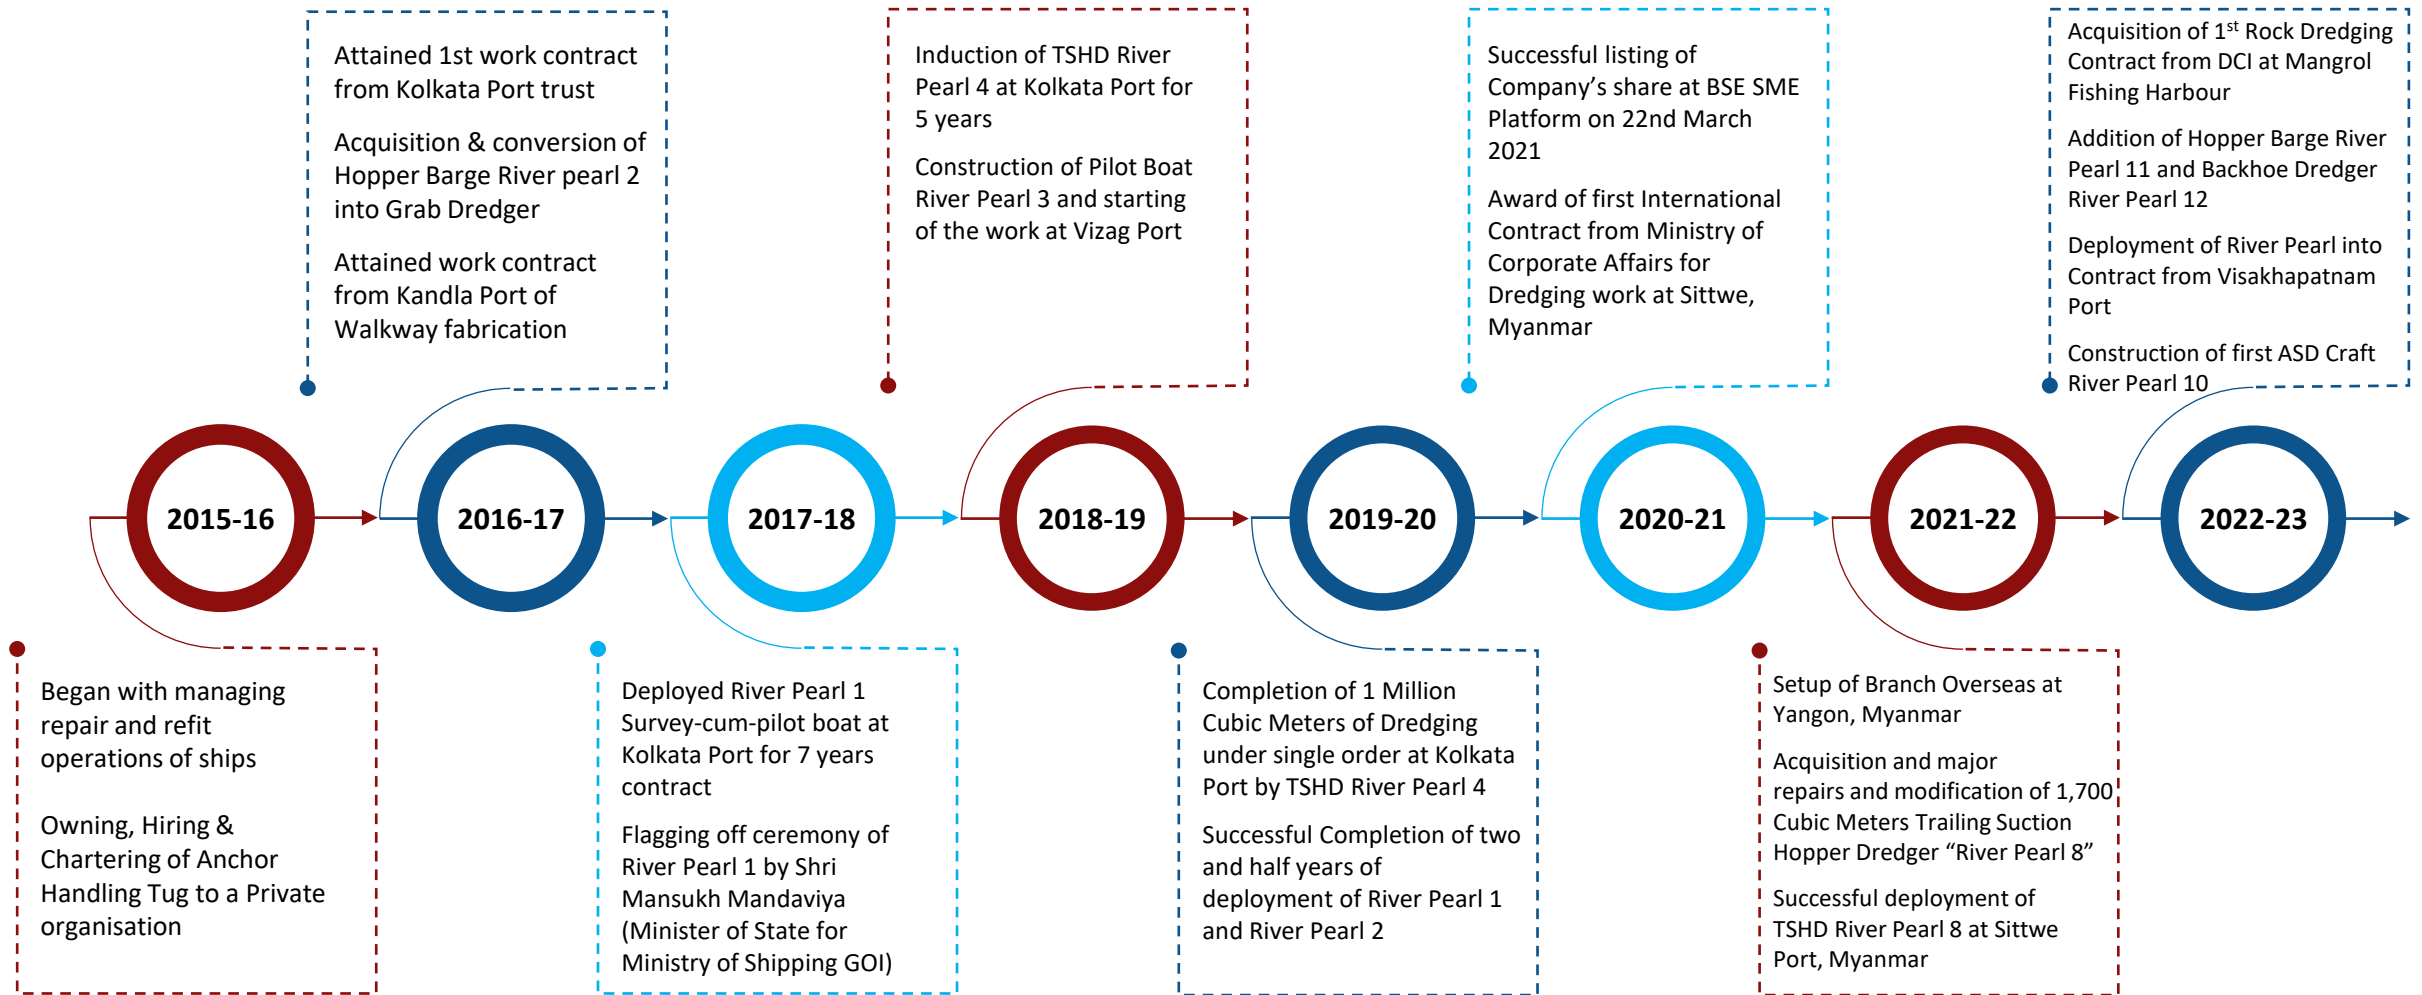 Attained 1st work contract
from Kolkata Port trust
Acquisition & conversion of
Hopper Barge River pearl 2
into Grab Dredger
Attained work contract
from Kandla Port of
Walkway fabrication
Induction of TSHD River
Pearl 4 at Kolkata Port for
5 years
Construction of Pilot Boat
River Pearl 3 and starting
of the work at Vizag Port
Successful listing of
Company’s share at BSE SME
Platform on 22nd March
2021
Award of first International
Contract from Ministry of
Corporate Affairs for
Dredging work at Sittwe,
Myanmar
Acquisition of 1st Rock Dredging
Contract from DCI at Mangrol
Fishing Harbour
Addition of Hopper Barge River
Pearl 11 and Backhoe Dredger
River Pearl 12
Deployment of River Pearl into
Contract from Visakhapatnam
Port
Construction of first ASD Craft
River Pearl 10
2015-16
2016-17
2017-18
2018-19
2019-20
2020-21
2021-22
2022-23
Began with managing
repair and refit
operations of ships
Owning, Hiring &
Chartering of Anchor
Handling Tug to a Private
organisation
Deployed River Pearl 1
Survey-cum-pilot boat at
Kolkata Port for 7 years
contract
Flagging off ceremony of
River Pearl 1 by Shri
Mansukh Mandaviya
(Minister of State for
Ministry of Shipping GOI)
Completion of 1 Million
Cubic Meters of Dredging
under single order at Kolkata
Port by TSHD River Pearl 4
Successful Completion of two
and half years of
deployment of River Pearl 1
and River Pearl 2
Setup of Branch Overseas at
Yangon, Myanmar
Acquisition and major
repairs and modification of 1,700
Cubic Meters Trailing Suction
Hopper Dredger “River Pearl 8”
Successful deployment of
TSHD River Pearl 8 at Sittwe
Port, Myanmar